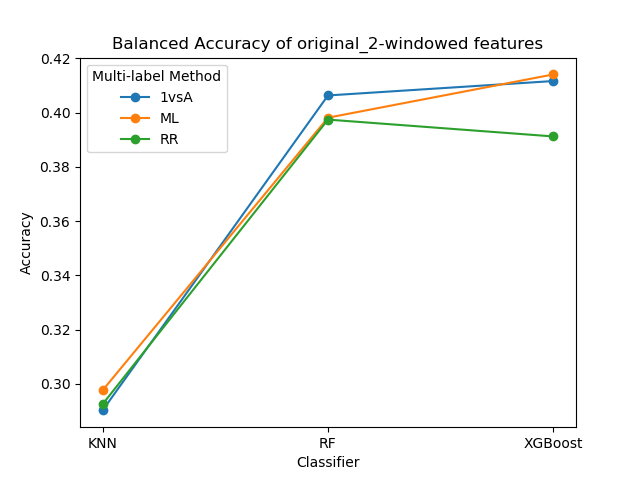 Balanced Accuracy of original_2-windowed features
Multi-label Method
1vsA
ML
RR
0.42
0.40
0.38
0.36
0.34
0.32
0.30
Accuracy
KNN
RF
XGBoost
Classifier